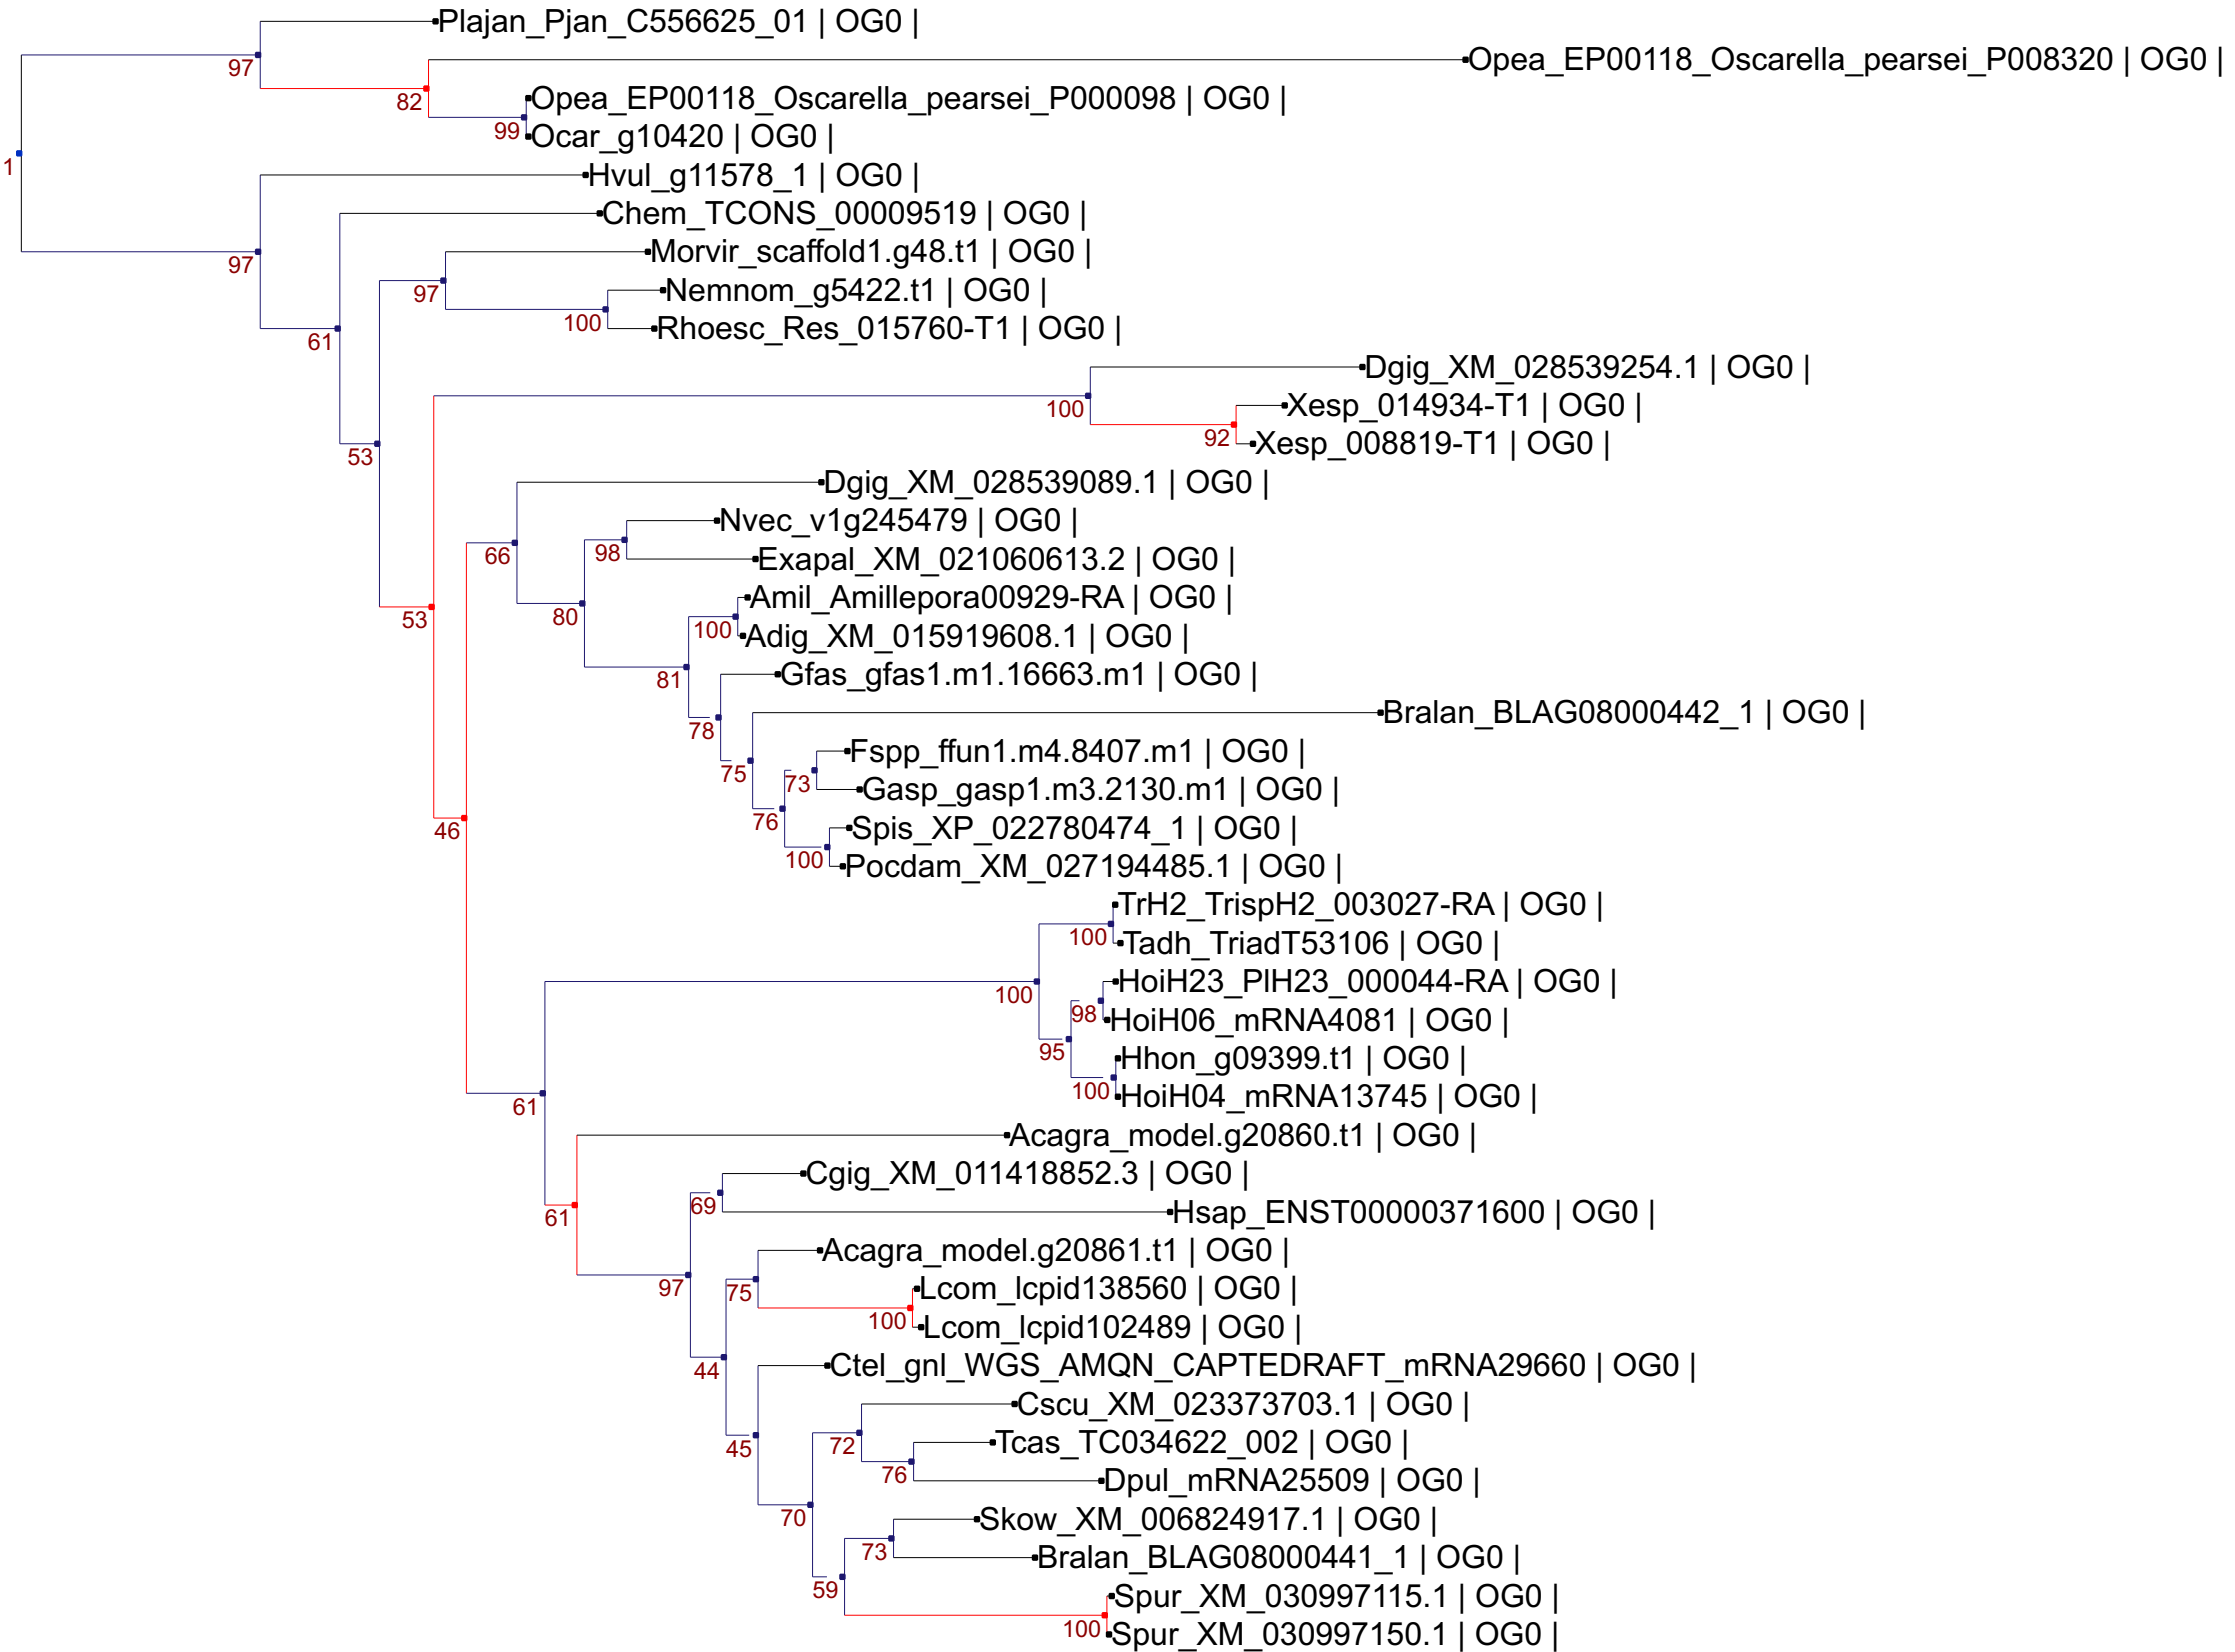 Plajan_Pjan_C556625_01 | OG0 |
Opea_EP00118_Oscarella_pearsei_P008320 | OG0 |
97
82
Opea_EP00118_Oscarella_pearsei_P000098 | OG0 |
99
Ocar_g10420 | OG0 |
1
Hvul_g11578_1 | OG0 |
Chem_TCONS_00009519 | OG0 |
Morvir_scaffold1.g48.t1 | OG0 |
97
97
Nemnom_g5422.t1 | OG0 |
100
Rhoesc_Res_015760-T1 | OG0 |
61
Dgig_XM_028539254.1 | OG0 |
100
Xesp_014934-T1 | OG0 |
92
Xesp_008819-T1 | OG0 |
53
Dgig_XM_028539089.1 | OG0 |
Nvec_v1g245479 | OG0 |
66
98
Exapal_XM_021060613.2 | OG0 |
Amil_Amillepora00929-RA | OG0 |
53
80
100
Adig_XM_015919608.1 | OG0 |
81
Gfas_gfas1.m1.16663.m1 | OG0 |
78
Bralan_BLAG08000442_1 | OG0 |
Fspp_ffun1.m4.8407.m1 | OG0 |
75
73
Gasp_gasp1.m3.2130.m1 | OG0 |
46
76
Spis_XP_022780474_1 | OG0 |
100
Pocdam_XM_027194485.1 | OG0 |
TrH2_TrispH2_003027-RA | OG0 |
100
Tadh_TriadT53106 | OG0 |
100
HoiH23_PlH23_000044-RA | OG0 |
98
HoiH06_mRNA4081 | OG0 |
95
Hhon_g09399.t1 | OG0 |
100
HoiH04_mRNA13745 | OG0 |
61
Acagra_model.g20860.t1 | OG0 |
Cgig_XM_011418852.3 | OG0 |
61
69
Hsap_ENST00000371600 | OG0 |
Acagra_model.g20861.t1 | OG0 |
97
75
Lcom_lcpid138560 | OG0 |
100
Lcom_lcpid102489 | OG0 |
44
Ctel_gnl_WGS_AMQN_CAPTEDRAFT_mRNA29660 | OG0 |
Cscu_XM_023373703.1 | OG0 |
45
72
Tcas_TC034622_002 | OG0 |
76
Dpul_mRNA25509 | OG0 |
70
Skow_XM_006824917.1 | OG0 |
73
Bralan_BLAG08000441_1 | OG0 |
59
Spur_XM_030997115.1 | OG0 |
100
Spur_XM_030997150.1 | OG0 |